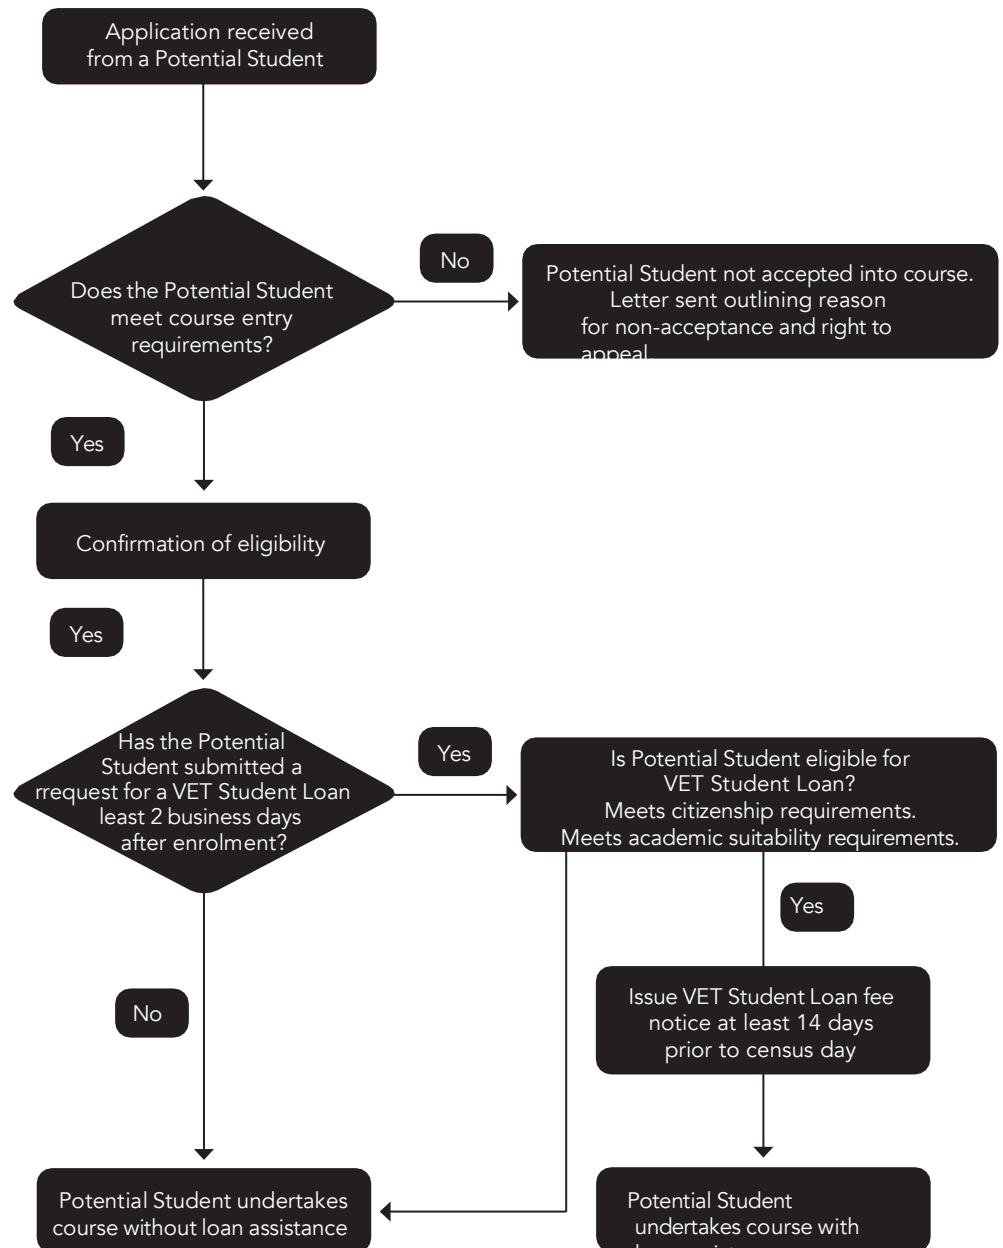 Application received
from a Potential Student
Does the Potential Student
meet course entry
requirements?
No
Potential Student not accepted into course.
Letter sent outlining reason
for non-acceptance and right to
appeal
Yes
Confirmation of eligibility
Yes
Has the Potential
Student submitted a
rrequest for a VET Student Loan
least 2 business days
after enrolment?
Yes
Is Potential Student eligible for
VET Student Loan?
Meets citizenship requirements.
Meets academic suitability requirements.
Yes
No
Issue VET Student Loan fee
notice at least 14 days
prior to census day
Potential Student undertakes
course without loan assistance
Potential Student
undertakes course with